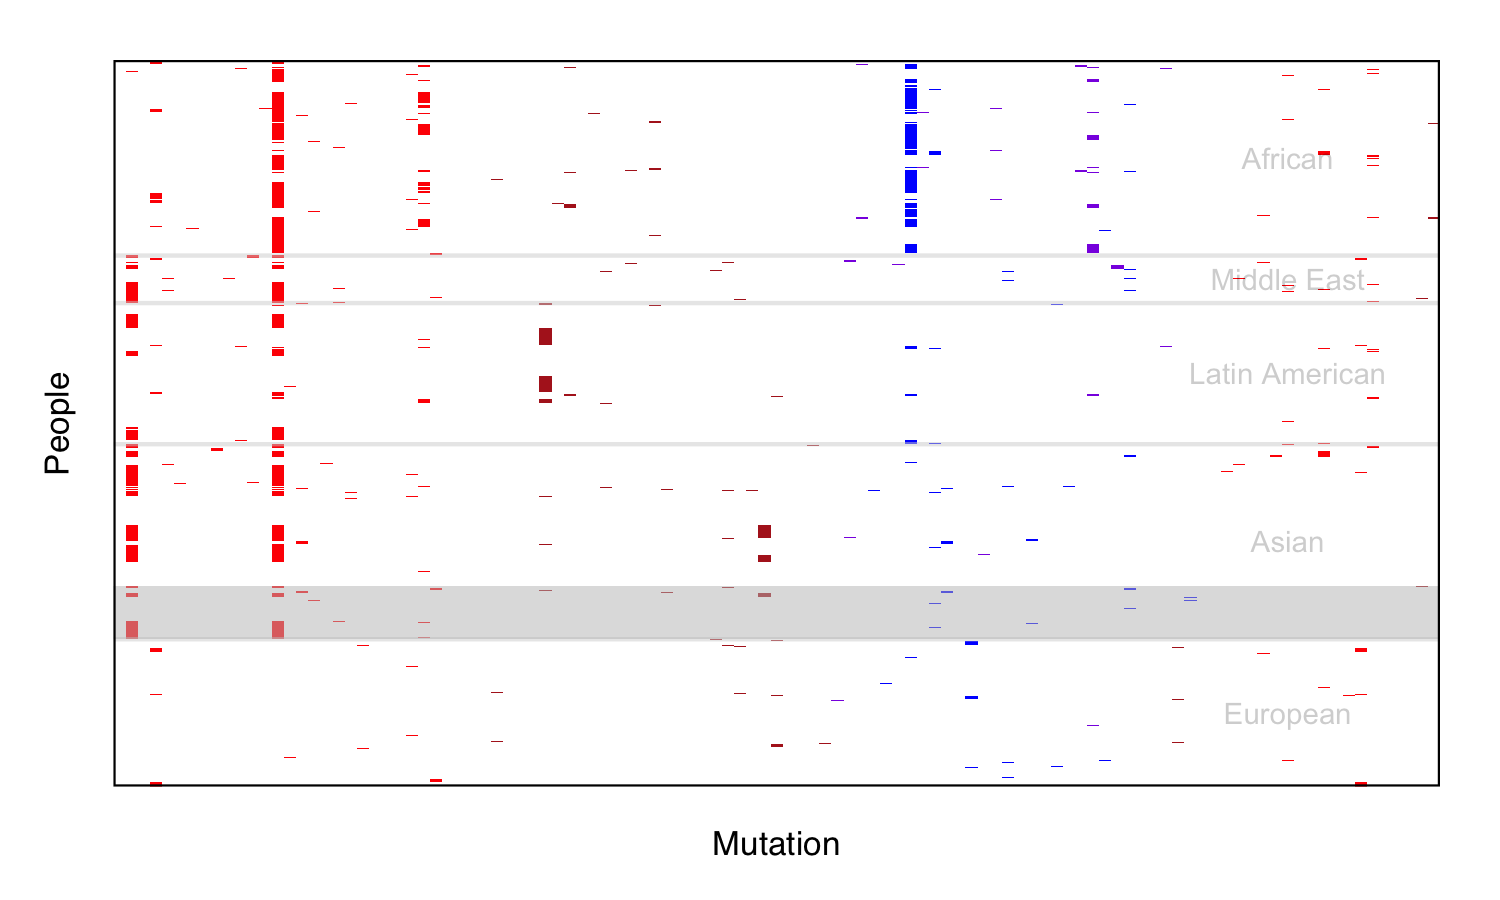 African
Middle East
Latin American
People
Asian
European
Mutation